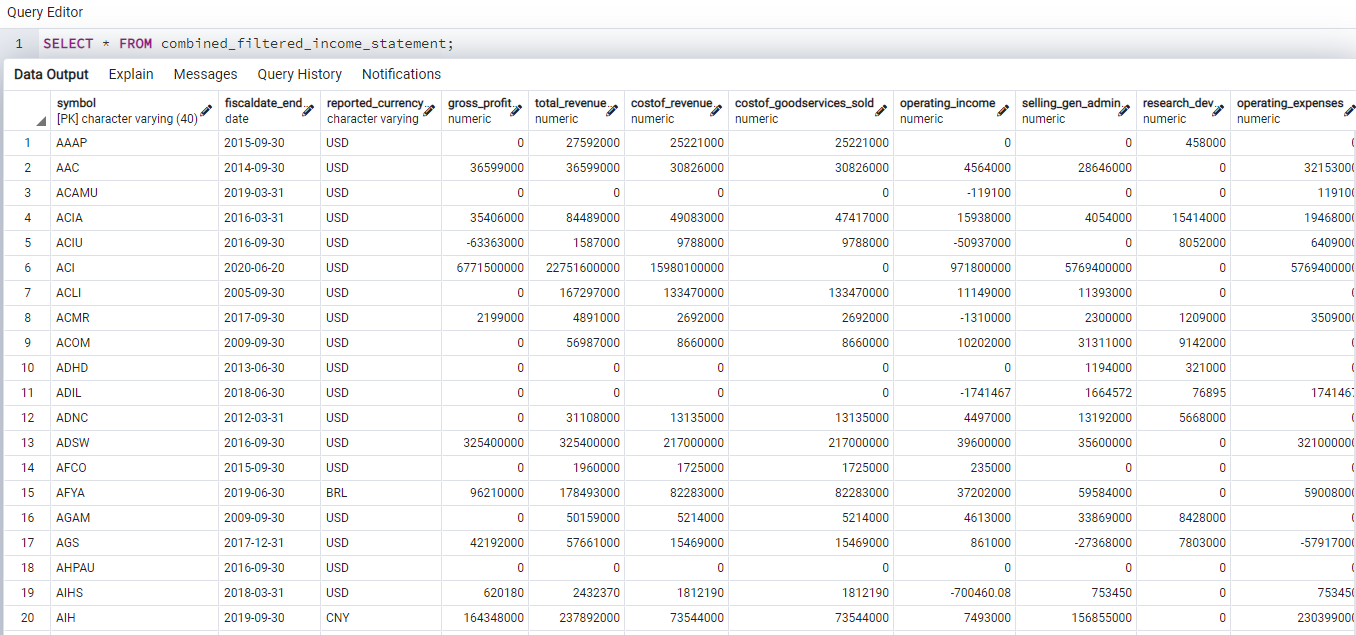 Query Editor
1 SELECT * FROM combined_filtered_income_statement;
Data Output Explain Messages Query History Notifications
symbol fiscaldate_end.. reported_currency.. gross_profit.. total_revenue.. costof_revenue.. costof_goodservices_sold operating_income selling_gen_admin.. research_dev.. operating_expenses
[PK] character varying (40) date character varying numeric numeric numeric numeric numeric numeric numeric numeric
1 AAAP 2015-09-30 USD 0 27592000 25221000 25221000 0 0 458000 0
2 AAC 2014-09-30 USD 36599000 36599000 30826000 30826000 4564000 28646000 0 32153000
3 ACAMU 2019-03-31 USD 0 0 0 0 -119100 0 0 119100
4 ACIA 2016-03-31 USD 35406000 84489000 49083000 47417000 15938000 4054000 15414000 19468000
5 ACIU 2016-09-30 USD -63363000 1587000 9788000 9788000 -50937000 0 8052000 6409000
6 ACI 2020-06-20 USD 6771500000 22751600000 15980100000 0 971800000 5769400000 0 5769400000
7 ACLI 2005-09-30 USD 0 167297000 133470000 133470000 11149000 11393000 0 0
8 ACMR 2017-09-30 USD 2199000 4891000 2692000 2692000 -1310000 2300000 1209000 3509000
9 ACOM 2009-09-30 USD 0 56987000 8660000 8660000 10202000 31311000 9142000 0
10 ADHD 2013-06-30 USD 0 0 0 0 0 1194000 321000 0
11 ADIL 2018-06-30 USD 0 0 0 0 -1741467 1664572 76895 1741467
12 ADNC 2012-03-31 USD 0 31108000 13135000 13135000 4497000 13192000 5668000 0
13 ADSW 2016-09-30 USD 325400000 325400000 217000000 217000000 39600000 35600000 0 321000000
14 AFCO 2015-09-30 USD 0 1960000 1725000 1725000 235000 0 0 0
15 AFYA 2019-06-30 BRL 96210000 178493000 82283000 82283000 37202000 59584000 0 59008000
16 AGAM 2009-09-30 USD 0 50159000 5214000 5214000 4613000 33869000 8428000 0
17 AGS 2017-12-31 USD 42192000 57661000 15469000 15469000 861000 -27368000 7803000 -57917000
18 AHPAU 2016-09-30 USD 0 0 0 0 0 0 0 0
19 AIHS 2018-03-31 USD 620180 2432370 1812190 1812190 -700460.08 753450 0 753450
20 AIH 2019-09-30 CNY 164348000 237892000 73544000 73544000 7493000 156855000 0 230399000